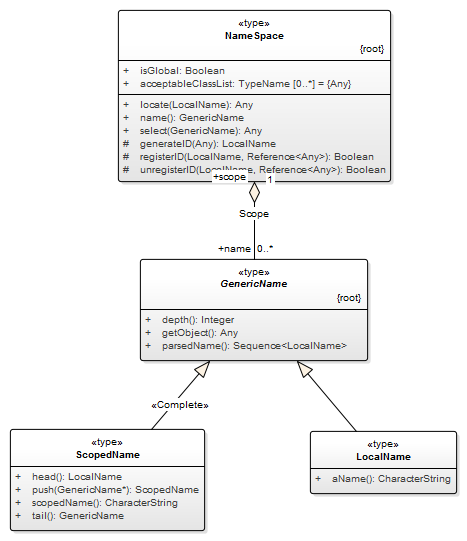 «type»
NameSpace
{root}
+ isGlobal: Boolean
+ acceptableClassList: TypeName [0..*] = {Any}
+ locate(LocalName): Any
+ name(): GenericName
+ select(GenericName): Any
# generateID(Any): LocalName
# registerID(LocalName, Reference<Any>): Boolean
# unregisterID(LocalName, Reference<Any>): Boolean
+scope 1
Scope
+name 0..*
«type»
GenericName
{root}
+ depth(): Integer
+ getObject(): Any
+ parsedName(): Sequence<LocalName>
«Complete»
«type»
ScopedName
+ head(): LocalName
+ push(GenericName*): ScopedName
+ scopedName(): CharacterString
+ tail(): GenericName
«type»
LocalName
+ aName(): CharacterString